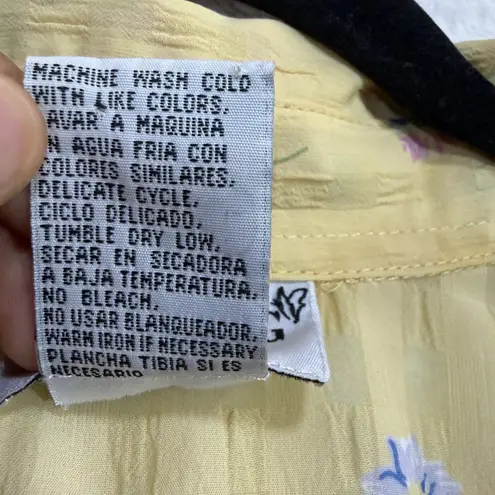 MACHINE WASH COLD
WITH LIKE COLORS.
LAVAR A MAQUINA
EN AGUA FRIA CON
COLORES SIMILARES.
DELICATE CYCLE.
CICLO DELICADO.
TUMBLE DRY LOW.
SECAR EN SECADORA
A BAJA TEMPERATURA.
NO BLEACH.
NO USAR BLANQUEADOR.
WARM IRON IF NECESSARY
PLANCHA TIBIA SI ES
NECESARIO
G